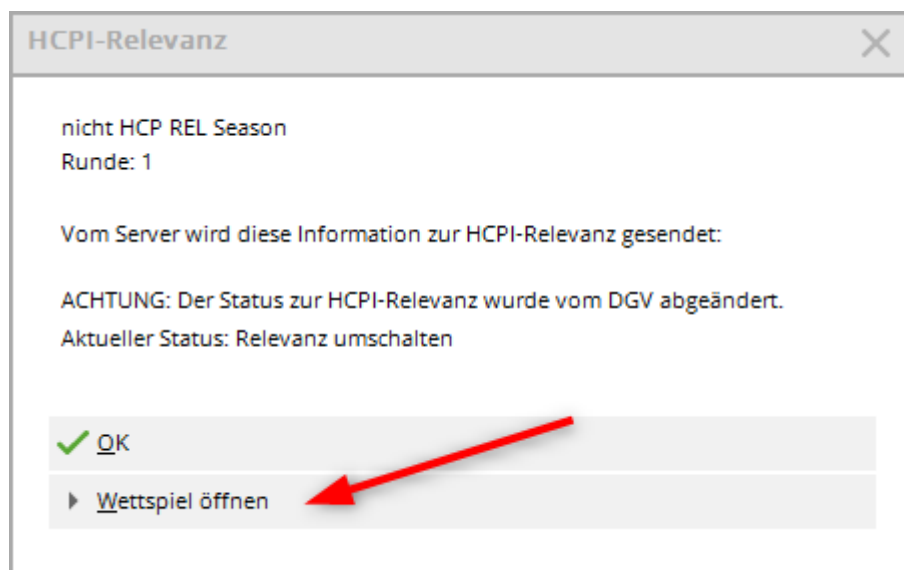 HCPI-Relevanz
nicht HCP REL Season
Runde: 1
Vom Server wird diese Information zur HCPI-Relevanz gesendet:
ACHTUNG: Der Status zur HCPI-Relevanz wurde vom DGV abgeändert.
Aktueller Status: Relevanz umschalten
OK
Wettspiel öffnen